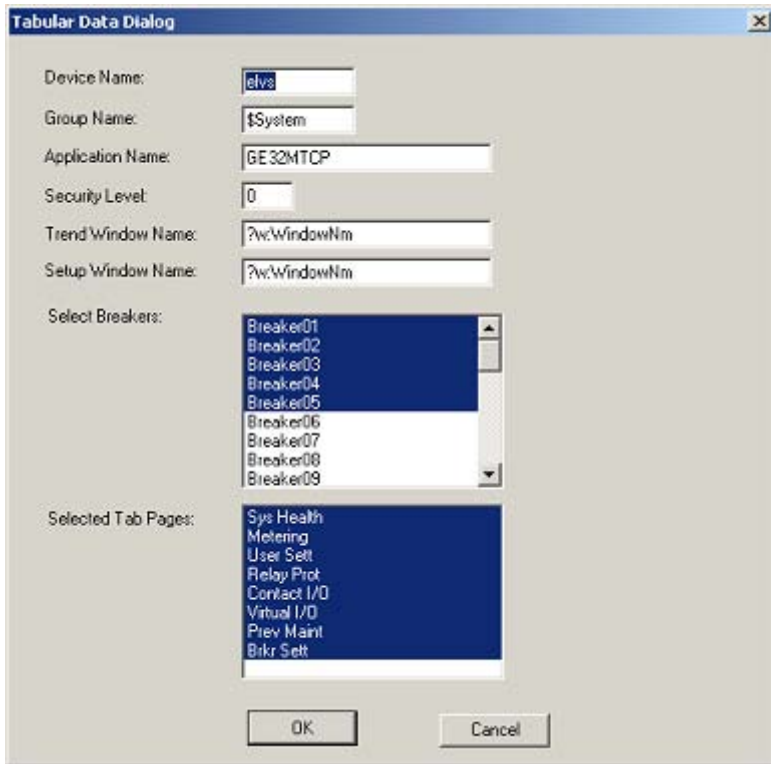 Tabular Data Dialog
Device Name: elvs
Group Name: $System
Application Name: GE32MTCP
Security Level: 0
Trend Window Name: ?w:WindowNm
Setup Window Name: ?w:WindowNm
Select Breakers:
Breaker01
Breaker02
Breaker03
Breaker04
Breaker05
Breaker06
Breaker07
Breaker08
Breaker09
Selected Tab Pages:
Sys Health
Metering
User Sett
Relay Prot
Contact I/O
Virtual I/O
Prev Maint
Brkr Sett
OK
Cancel